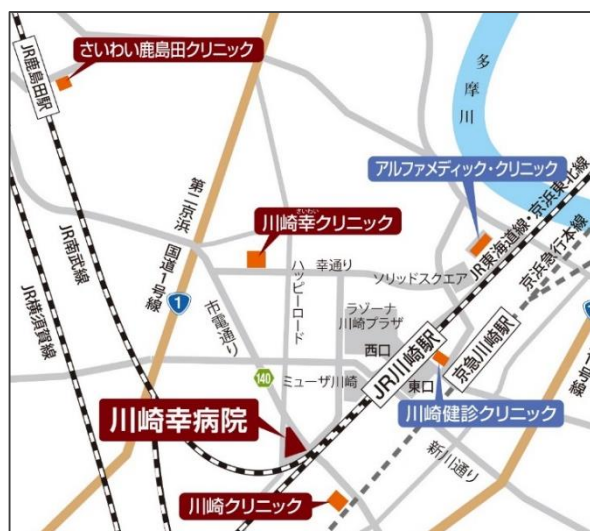 さいわい鹿島田クリニック
JR鹿島田駅
多摩川
アルファメディック・クリニック
JR東海道線・京浜東北線
京浜急行本線
第二京浜
国道1号線
さいわい
川崎幸クリニック
幸通り
ソリッドスクエア
ハッピーロード
JR南武線
JR横須賀線
1
市電通り
ラゾーナ
川崎プラザ
西口
JR川崎駅
京急川崎駅
140
ミューザ川崎
東口
川崎健診クリニック
川崎幸病院
新川通り
川崎クリニック